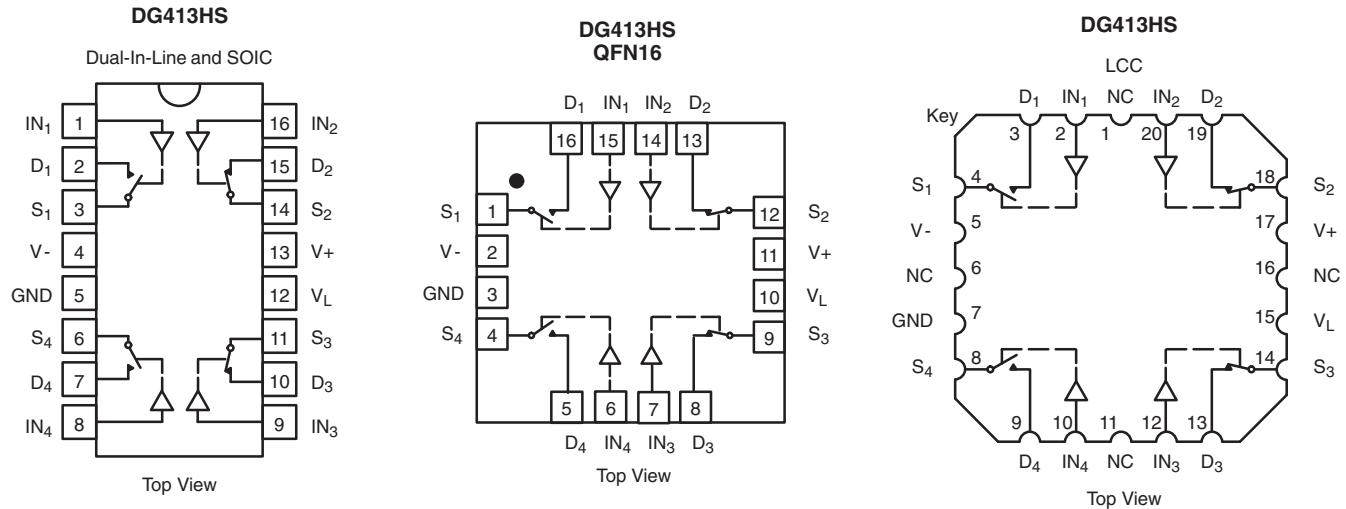 DG413HS
Dual-In-Line and SOIC
IN1 1 16 IN2
D1 2 15 D2
S1 3 14 S2
V- 4 13 V+
GND 5 12 VL
S4 6 11 S3
D4 7 10 D3
IN4 8 9 IN3
Top View
DG413HS
QFN16
D1 IN1 IN2 D2
16 15 14 13
S1 1 12 S2
V- 2 11 V+
GND 3 10 VL
S4 4 9 S3
5 6 7 8
D4 IN4 IN3 D3
Top View
DG413HS
LCC
D1 IN1 NC IN2 D2
Key
3 2 1 20 19
S1 4 18 S2
V- 5 17 V+
NC 6 16 NC
GND 7 15 VL
S4 8 14 S3
9 10 11 12 13
D4 IN4 NC IN3 D3
Top View